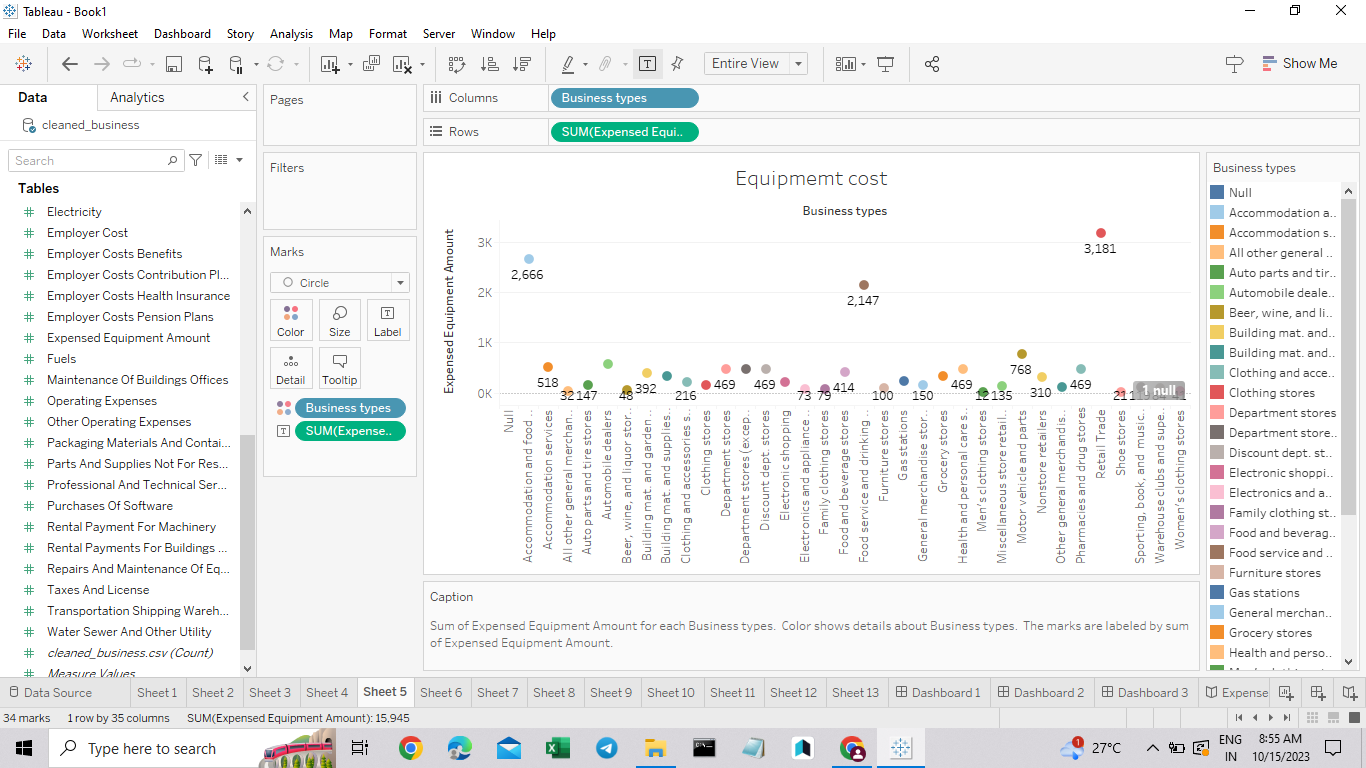 Tableau - Book1
File Data Worksheet Dashboard Story Analysis Map Format Server Window Help
Entire View
Show Me
Data Analytics
cleaned_business
Search
Tables
Electricity
Employer Cost
Employer Costs Benefits
Employer Costs Contribution Pl...
Employer Costs Health Insurance
Employer Costs Pension Plans
Expensed Equipment Amount
Fuels
Maintenance Of Buildings Offices
Operating Expenses
Other Operating Expenses
Packaging Materials And Contai...
Parts And Supplies Not For Res...
Professional And Technical Ser...
Purchases Of Software
Rental Payment For Machinery
Rental Payments For Buildings ...
Repairs And Maintenance Of Eq...
Taxes And License
Transportation Shipping Wareh...
Water Sewer And Other Utility
cleaned_business.csv (Count)
Measure Values
Pages
Filters
Marks
Circle
Color Size Label
Detail Tooltip
Business types
SUM(Expense..
Columns Business types
Rows SUM(Expensed Equi..
Equipmemt cost
Business types
Expensed Equipment Amount
3K
2K
1K
0K
2,666
518
32
147
48
392
216
469
469
73
79
414
2,147
100
150
469
12
135
768
310
469
3,181
21
1 null
Null
Accommodation and food ..
Accommodation services
All other general merchan..
Auto parts and tire stores
Automobile dealers
Beer, wine, and liquor stor..
Building mat. and garden..
Building mat. and supplies..
Clothing and accessories s..
Clothing stores
Department stores
Department stores (excep..
Discount dept. stores
Electronic shopping
Electronics and appliance..
Family clothing stores
Food and beverage stores
Food service and drinking ..
Furniture stores
Gas stations
General merchandise stor..
Grocery stores
Health and personal care s..
Men's clothing stores
Miscellaneous store retail..
Motor vehicle and parts
Nonstore retailers
Other general merchandis..
Pharmacies and drug stores
Retail Trade
Shoe stores
Sporting, book, and music..
Warehouse clubs and supe..
Women's clothing stores
Caption
Sum of Expensed Equipment Amount for each Business types. Color shows details about Business types. The marks are labeled by sum
of Expensed Equipment Amount.
Business types
Null
Accommodation a..
Accommodation s..
All other general ..
Auto parts and tir..
Automobile deale..
Beer, wine, and li..
Building mat. and..
Building mat. and..
Clothing and acce..
Clothing stores
Department stores
Department store..
Discount dept. st..
Electronic shoppi..
Electronics and a..
Family clothing st..
Food and beverag..
Food service and ..
Furniture stores
Gas stations
General merchan..
Grocery stores
Health and perso..
Data Source Sheet 1 Sheet 2 Sheet 3 Sheet 4 Sheet 5 Sheet 6 Sheet 7 Sheet 8 Sheet 9 Sheet 10 Sheet 11 Sheet 12 Sheet 13 Dashboard 1 Dashboard 2 Dashboard 3 Expense
34 marks 1 row by 35 columns SUM(Expensed Equipment Amount): 15,945
Type here to search
1
27°C
ENG
IN
8:55 AM
10/15/2023